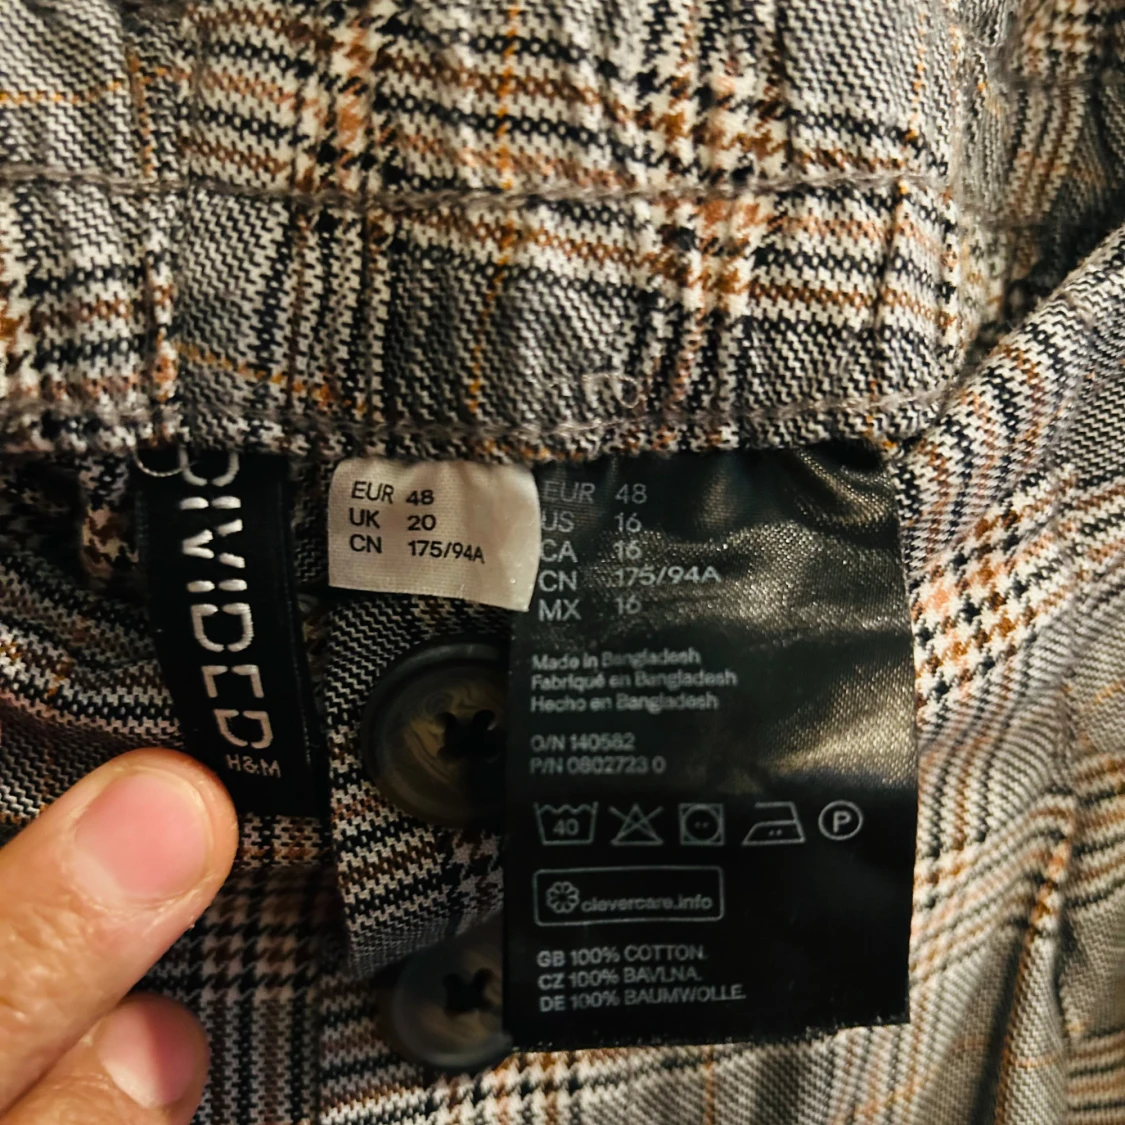 DIVIDED
H&M
EUR 48
UK 20
CN 175/94A
EUR 48
US 16
CA 16
CN 175/94A
MX 16
Made in Bangladesh
Fabriqué en Bangladesh
Hecho en Bangladesh
O/N 140582
P/N 0802723 0
40
P
clevercare.info
GB 100% COTTON.
CZ 100% BAVLNA.
DE 100% BAUMWOLLE.